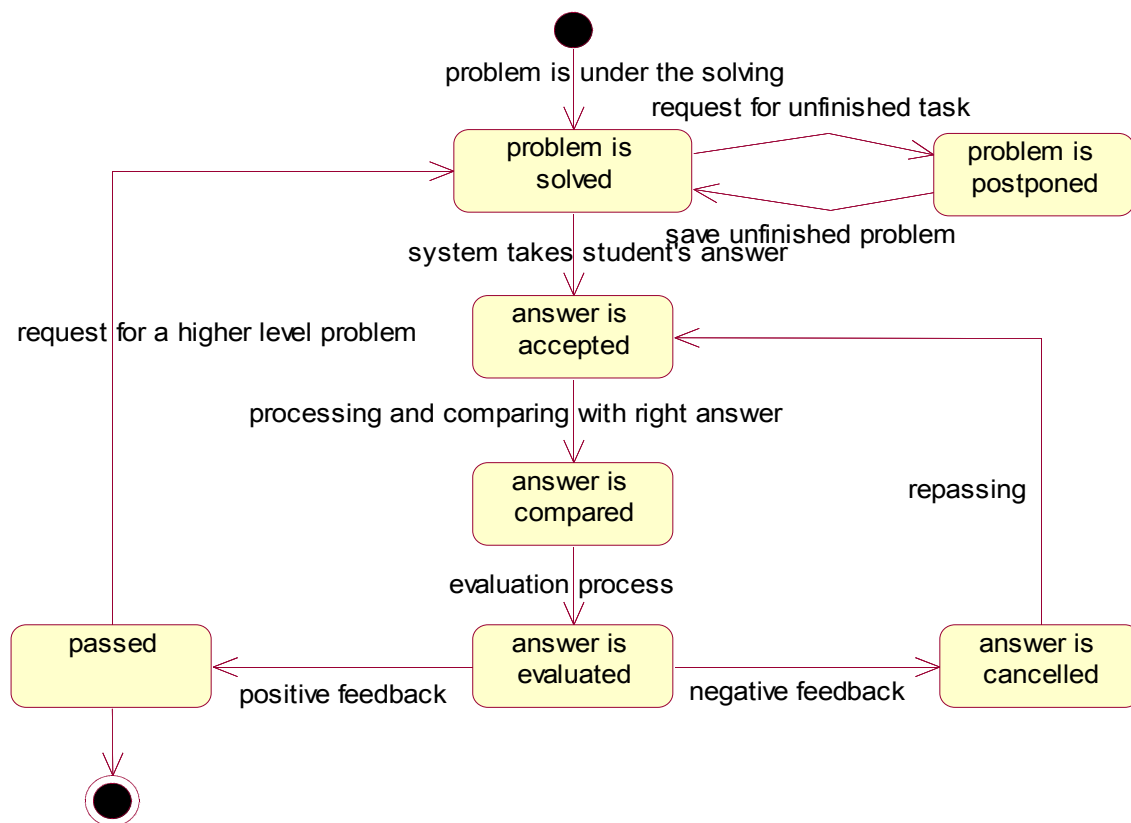 problem is under the solving
request for unfinished task
problem is
solved
problem is
postponed
save unfinished problem
system takes student's answer
answer is
accepted
request for a higher level problem
processing and comparing with right answer
answer is
compared
repassing
evaluation process
passed
answer is
evaluated
answer is
cancelled
positive feedback
negative feedback